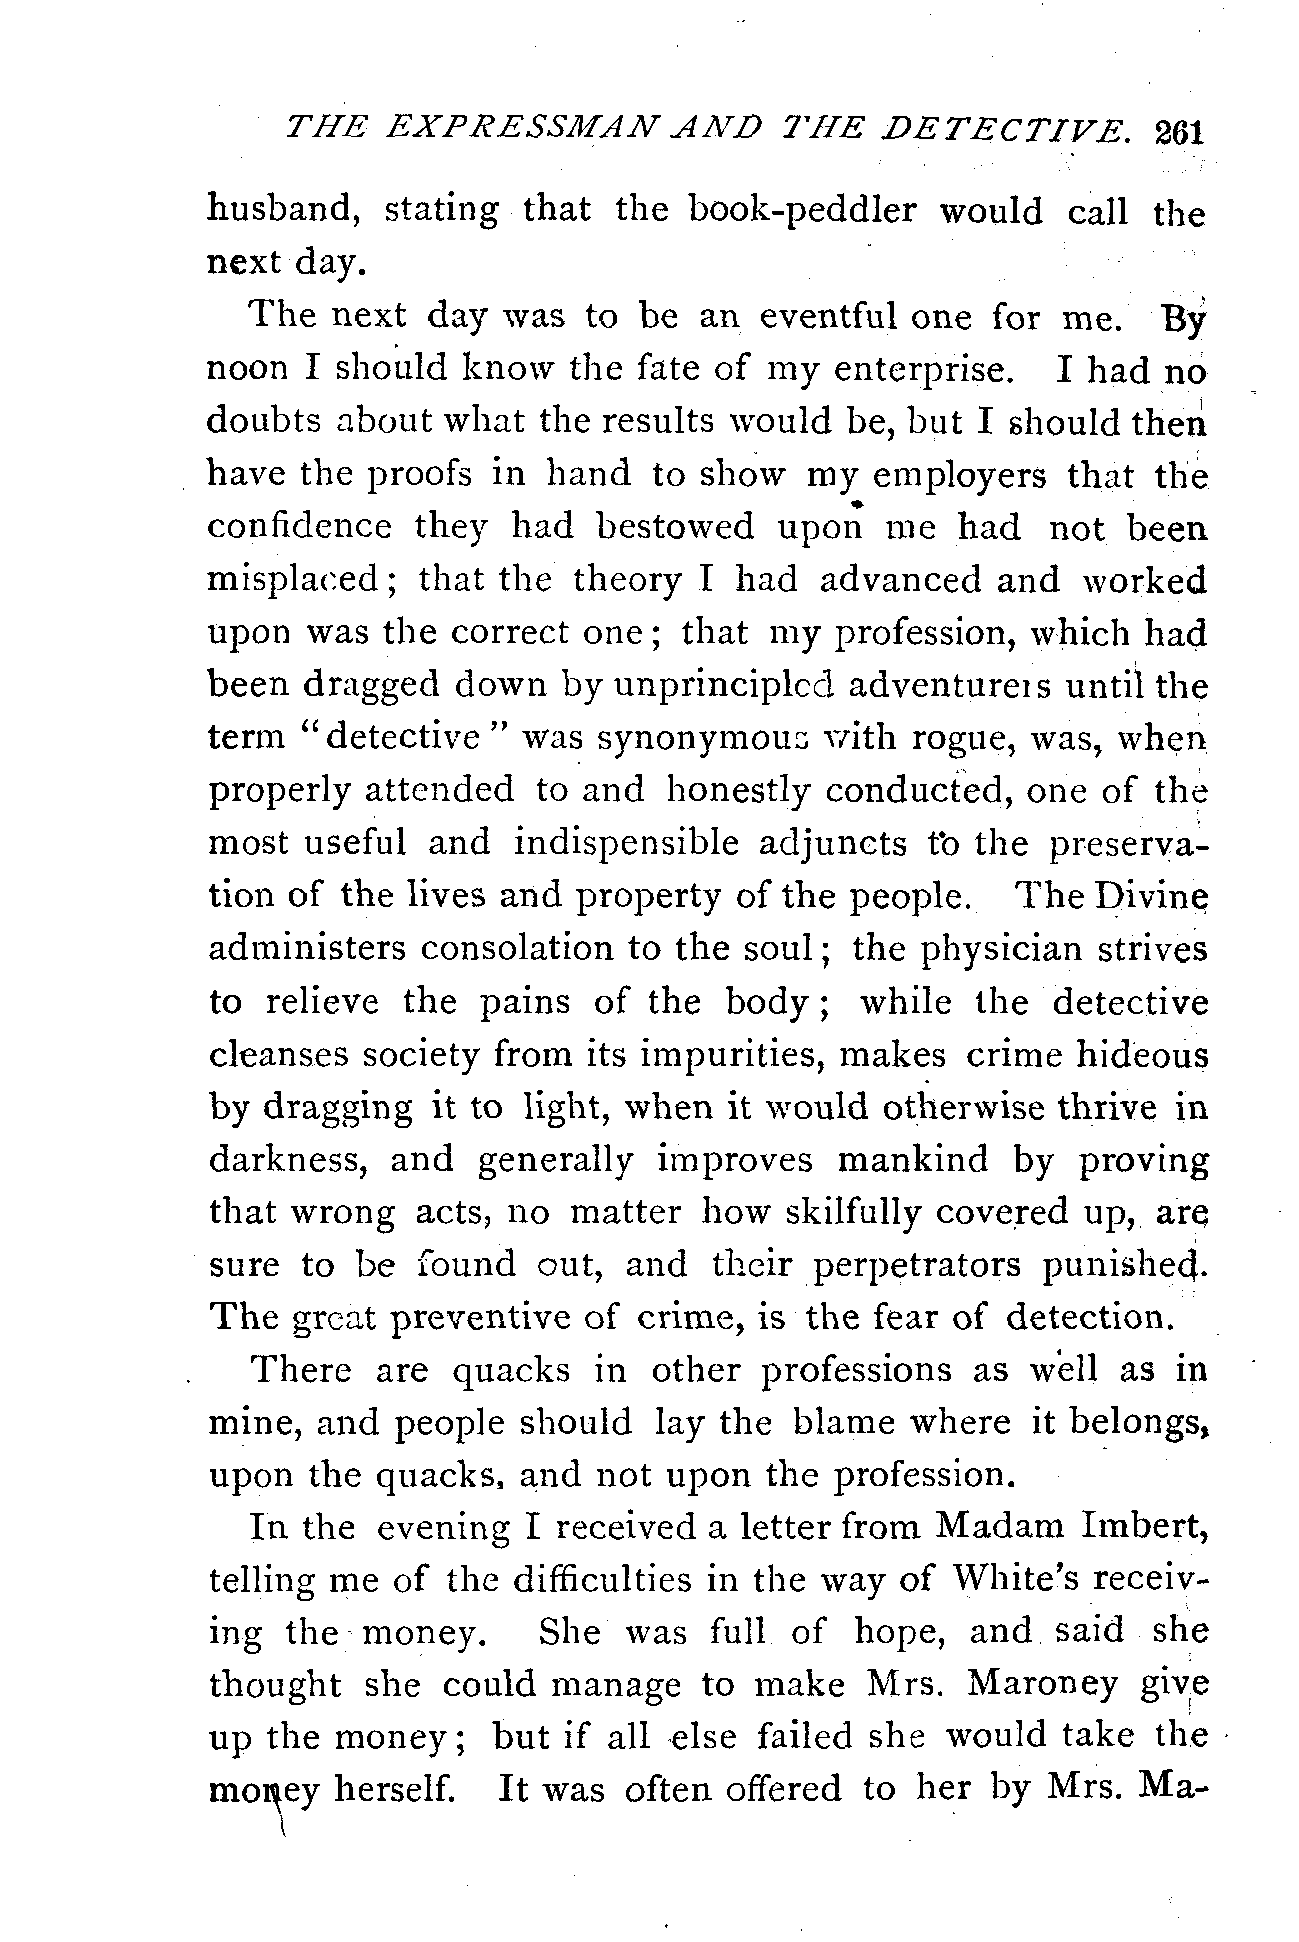 THE EXPRESSMAN AND THE DETECTIVE. 261
husband, stating that the book-peddler would call the
next day.
The next day was to be an eventful one for me. By
noon I should know the fate of my enterprise. I had no
doubts about what the results would be, but I should then
have the proofs in hand to show my employers that the
confidence they had bestowed upon me had not been
misplaced; that the theory I had advanced and worked
upon was the correct one; that my profession, which had
been dragged down by unprincipled adventurers until the
term "detective" was synonymous with rogue, was, when
properly attended to and honestly conducted, one of the
most useful and indispensible adjuncts to the preserva-
tion of the lives and property of the people. The Divine
administers consolation to the soul; the physician strives
to relieve the pains of the body; while the detective
cleanses society from its impurities, makes crime hideous
by dragging it to light, when it would otherwise thrive in
darkness, and generally improves mankind by proving
that wrong acts, no matter how skilfully covered up, are
sure to be found out, and their perpetrators punished.
The great preventive of crime, is the fear of detection.
There are quacks in other professions as well as in
mine, and people should lay the blame where it belongs,
upon the quacks, and not upon the profession.
In the evening I received a letter from Madam Imbert,
telling me of the difficulties in the way of White's receiv-
ing the money. She was full of hope, and said she
thought she could manage to make Mrs. Maroney give
up the money; but if all else failed she would take the
money herself. It was often offered to her by Mrs. Ma-